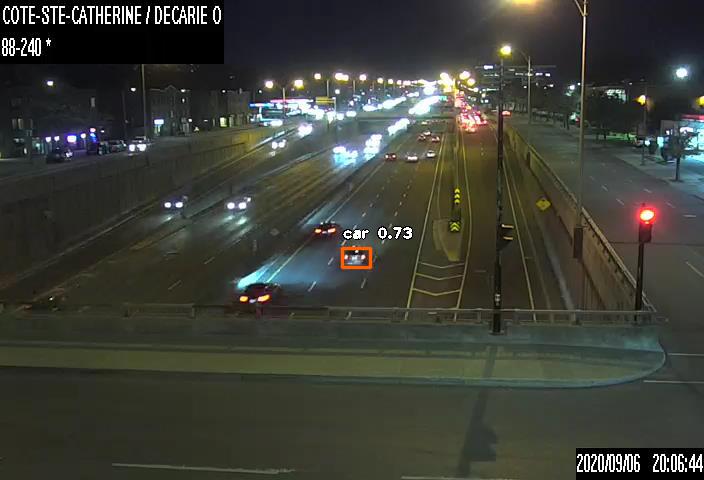 COTE-STE-CATHERINE / DECARIE O
88-240 *
car 0.73
2020/09/06 20:06:44